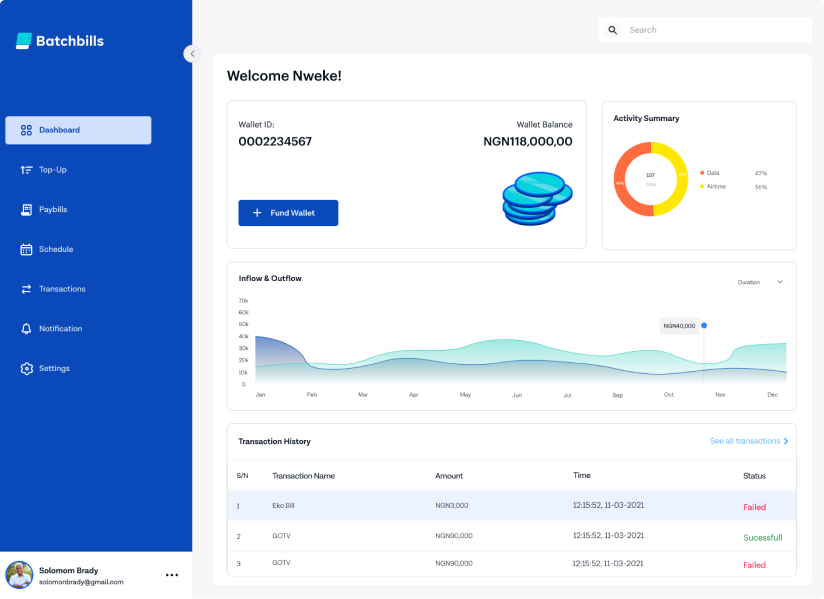 Batchbills
Search
Dashboard
Top-Up
Paybills
Schedule
Transactions
Notification
Settings
Solomom Brady
solomonbrady@gmail.com
Welcome Nweke!
Wallet ID:
0002234567
Wallet Balance
NGN118,000,00
Fund Wallet
Activity Summary
137
Total
Data 47%
Airtime 56%
Inflow & Outflow
Duration
70k
60k
50k
40k
30k
20k
10k
0
NGN40,000
Jan Feb Mar Apr May Jun Jul Sep Oct Nov Dec
Transaction History
See all transactions
S/N Transaction Name Amount Time Status
1 Eko Bill NGN3,000 12:15:52, 11-03-2021 Failed
2 GOTV NGN90,000 12:15:52, 11-03-2021 Sucessfull
3 GOTV NGN90,000 12:15:52, 11-03-2021 Failed